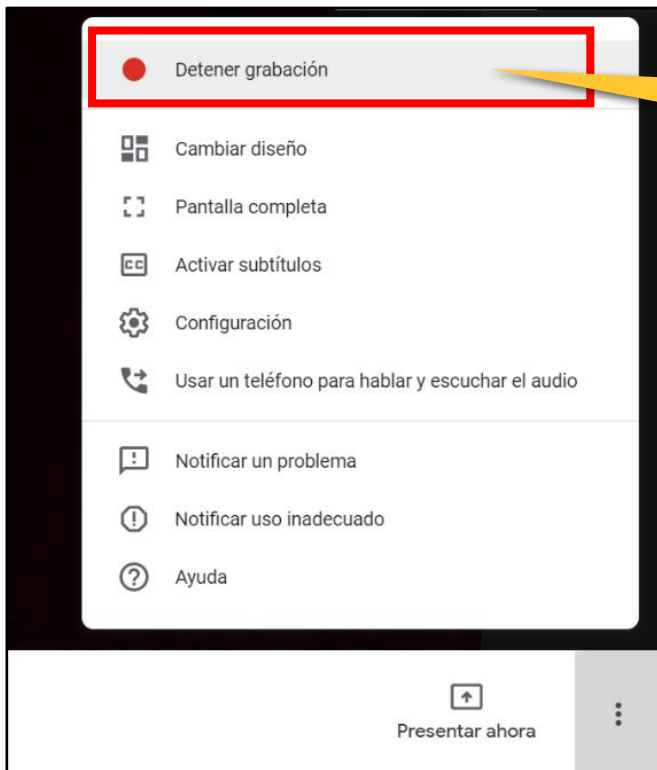 Detener grabación
Cambiar diseño
Pantalla completa
CC
Activar subtítulos
Configuración
Usar un teléfono para hablar y escuchar el audio
Notificar un problema
Notificar uso inadecuado
Ayuda
Presentar ahora